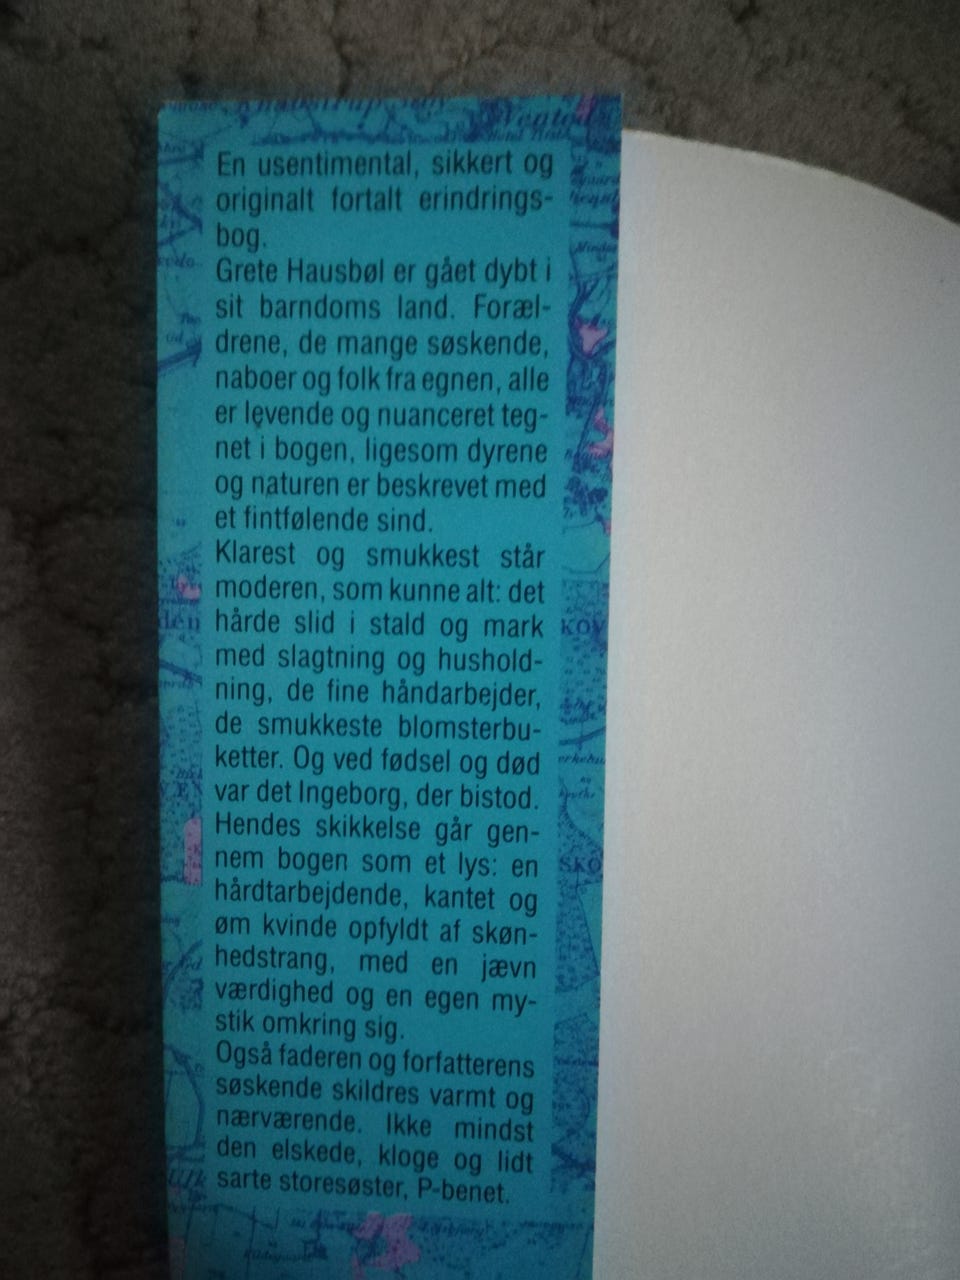 En usentimental, sikkert og
originalt fortalt erindrings-
bog.
Grete Hausbøl er gået dybt i
sit barndoms land. Foræl-
drene, de mange søskende,
naboer og folk fra egnen, alle
er levende og nuanceret teg-
net i bogen, ligesom dyrene
og naturen er beskrevet med
et fintfølende sind.
Klarest og smukkest står
moderen, som kunne alt: det
hårde slid i stald og mark
med slagtning og hushold-
ning, de fine håndarbejder,
de smukkeste blomsterbu-
ketter. Og ved fødsel og død
var det Ingeborg, der bistod.
Hendes skikkelse går gen-
nem bogen som et lys: en
hårdtarbejdende, kantet og
øm kvinde opfyldt af skøn-
hedstrang, med en jævn
værdighed og en egen my-
stik omkring sig.
Også faderen og forfatterens
søskende skildres varmt og
nærværende. Ikke mindst
den elskede, kloge og lidt
sarte storesøster, P-benet.